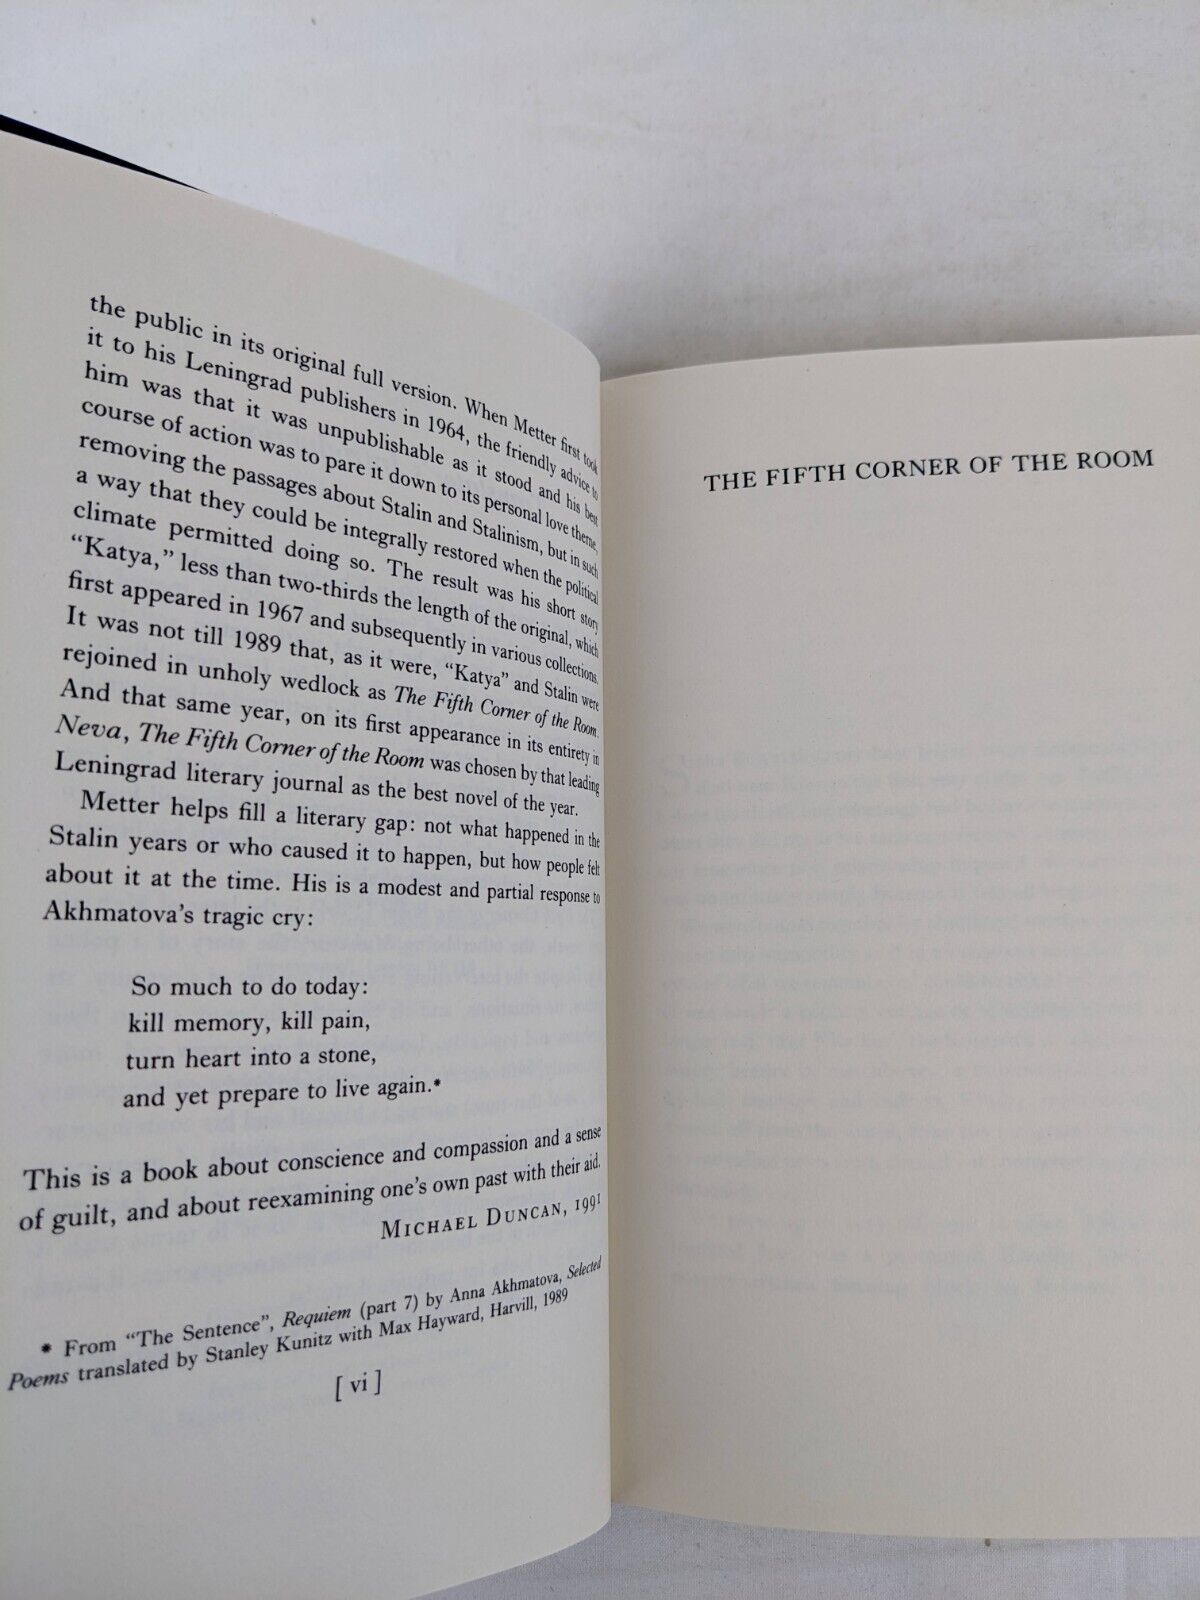 the public in its original full version. When Metter first took
it to his Leningrad publishers in 1964, the friendly advice to
him was that it was unpublishable as it stood and his best
course of action was to pare it down to its personal love theme,
removing the passages about Stalin and Stalinism, but in such
a way that they could be integrally restored when the political
climate permitted doing so. The result was his short story
“Katya,” less than two-thirds the length of the original, which
first appeared in 1967 and subsequently in various collections.
It was not till 1989 that, as it were, “Katya” and Stalin were
rejoined in unholy wedlock as The Fifth Corner of the Room.
And that same year, on its first appearance in its entirety in
Neva, The Fifth Corner of the Room was chosen by that leading
Leningrad literary journal as the best novel of the year.
Metter helps fill a literary gap: not what happened in the
Stalin years or who caused it to happen, but how people felt
about it at the time. His is a modest and partial response to
Akhmatova’s tragic cry:
So much to do today:
kill memory, kill pain,
turn heart into a stone,
and yet prepare to live again.*
This is a book about conscience and compassion and a sense
of guilt, and about reexamining one’s own past with their aid.
MICHAEL DUNCAN, 1991
* From “The Sentence”, Requiem (part 7) by Anna Akhmatova, Selected
Poems translated by Stanley Kunitz with Max Hayward, Harvill, 1989
[ vi ]
THE FIFTH CORNER OF THE ROOM